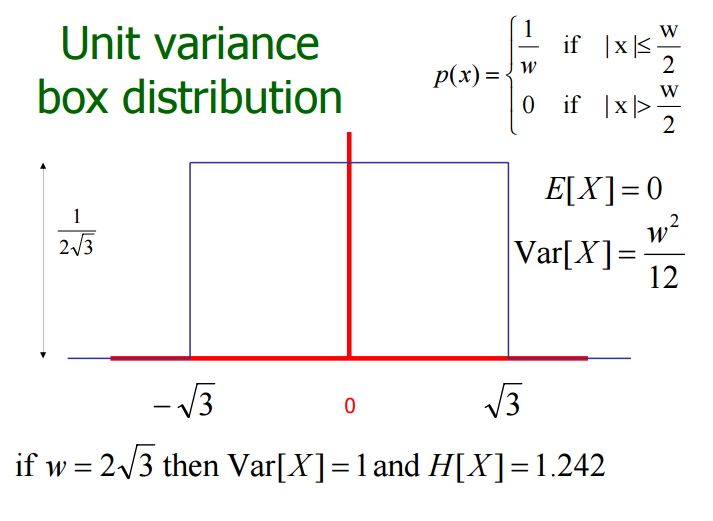 Unit variance
box distribution
p(x) = { 1/w if |x| ≤ w/2
0 if |x| > w/2
E[X] = 0
Var[X] = w²/12
1/(2√3)
−√3 0 √3
if w = 2√3 then Var[X] = 1 and H[X] = 1.242